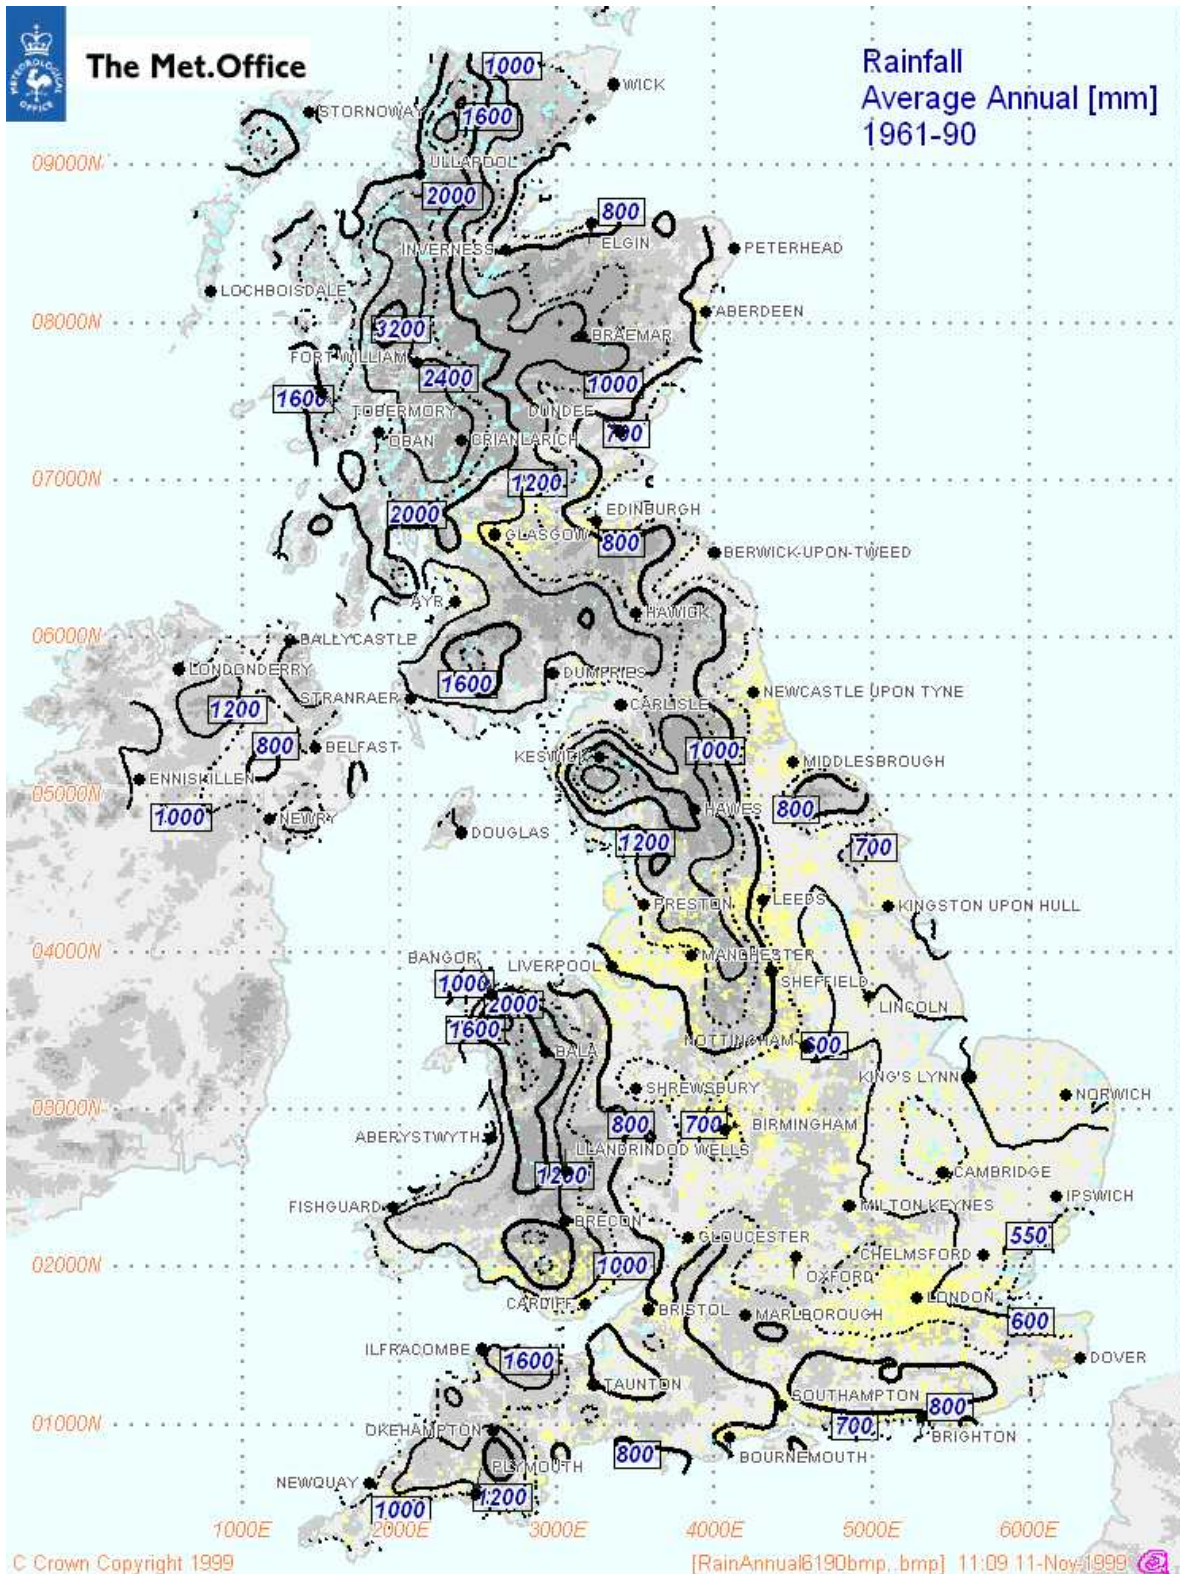 METEOROLOGICAL OFFICE
The Met.Office
Rainfall
Average Annual [mm]
1961-90
1000
WICK
STORNOWAY
1600
09000N
ULLAPOOL
2000
800
ELGIN
INVERNESS
PETERHEAD
LOCHBOISDALE
ABERDEEN
08000N
3200
BRAEMAR
FORT WILLIAM
2400
1000
1600
TOBERMORY
DUNDEE
700
OBAN
CRIANLARICH
07000N
1200
2000
EDINBURGH
GLASGOW
800
BERWICK-UPON-TWEED
AYR
HAWICK
06000N
BALLYCASTLE
LONDONDERRY
DUMFRIES
1600
STRANRAER
NEWCASTLE UPON TYNE
1200
CARLISLE
800
BELFAST
KESWICK
1000
MIDDLESBROUGH
ENNISKILLEN
05000N
1000
NEWRY
HAWES
800
DOUGLAS
1200
700
PRESTON
LEEDS
KINGSTON UPON HULL
04000N
BANGOR
LIVERPOOL
MANCHESTER
1000
SHEFFIELD
2000
LINCOLN
1600
NOTTINGHAM
600
BALA
KING'S LYNN
SHREWSBURY
NORWICH
03000N
800
700
BIRMINGHAM
ABERYSTWYTH
LLANDRINDOD WELLS
1200
CAMBRIDGE
FISHGUARD
MILTON KEYNES
IPSWICH
BRECON
GLOUCESTER
550
CHELMSFORD
02000N
1000
OXFORD
CARDIFF
BRISTOL
MARLBOROUGH
LONDON
600
ILFRACOMBE
1600
DOVER
TAUNTON
SOUTHAMPTON
800
01000N
OKEHAMPTON
700
BRIGHTON
PLYMOUTH
800
BOURNEMOUTH
NEWQUAY
1000
1200
1000E
2000E
3000E
4000E
5000E
6000E
C Crown Copyright 1999
[RainAnnual6190bmp..bmp] 11:09 11-Nov-1999